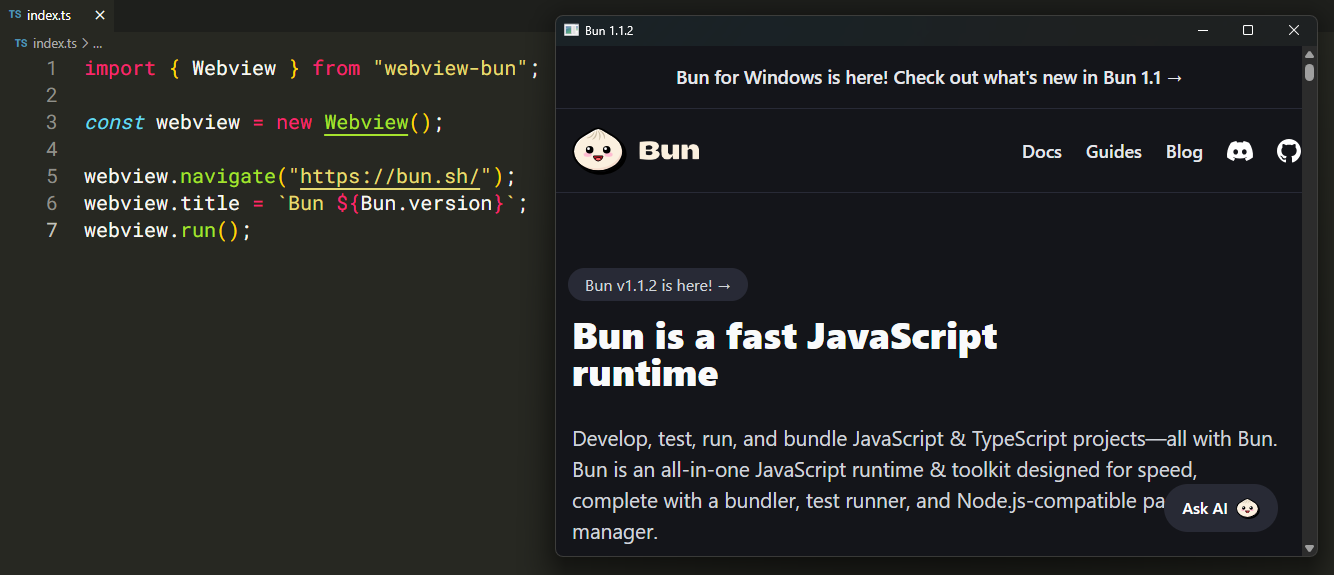 TS index.ts ×
TS index.ts > ...
1 import { Webview } from "webview-bun";
2
3 const webview = new Webview();
4
5 webview.navigate("https://bun.sh/");
6 webview.title = `Bun ${Bun.version}`;
7 webview.run();
Bun 1.1.2
Bun for Windows is here! Check out what's new in Bun 1.1 →
Bun Docs Guides Blog
Bun v1.1.2 is here! →
Bun is a fast JavaScript
runtime
Develop, test, run, and bundle JavaScript & TypeScript projects—all with Bun.
Bun is an all-in-one JavaScript runtime & toolkit designed for speed,
complete with a bundler, test runner, and Node.js-compatible pa
manager.
Ask AI